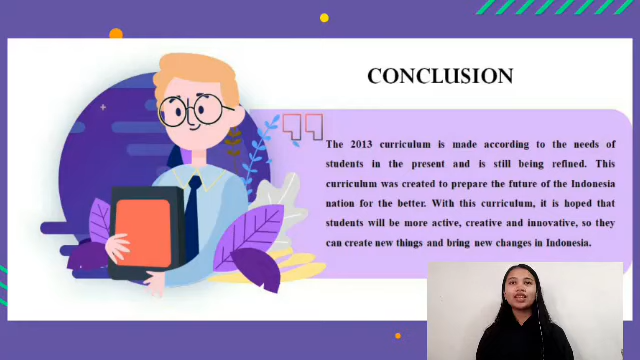 CONCLUSION
The 2013 curriculum is made according to the needs of
students in the present and is still being refined. This
curriculum was created to prepare the future of the Indonesia
nation for the better. With this curriculum, it is hoped that
students will be more active, creative and innovative, so they
can create new things and bring new changes in Indonesia.